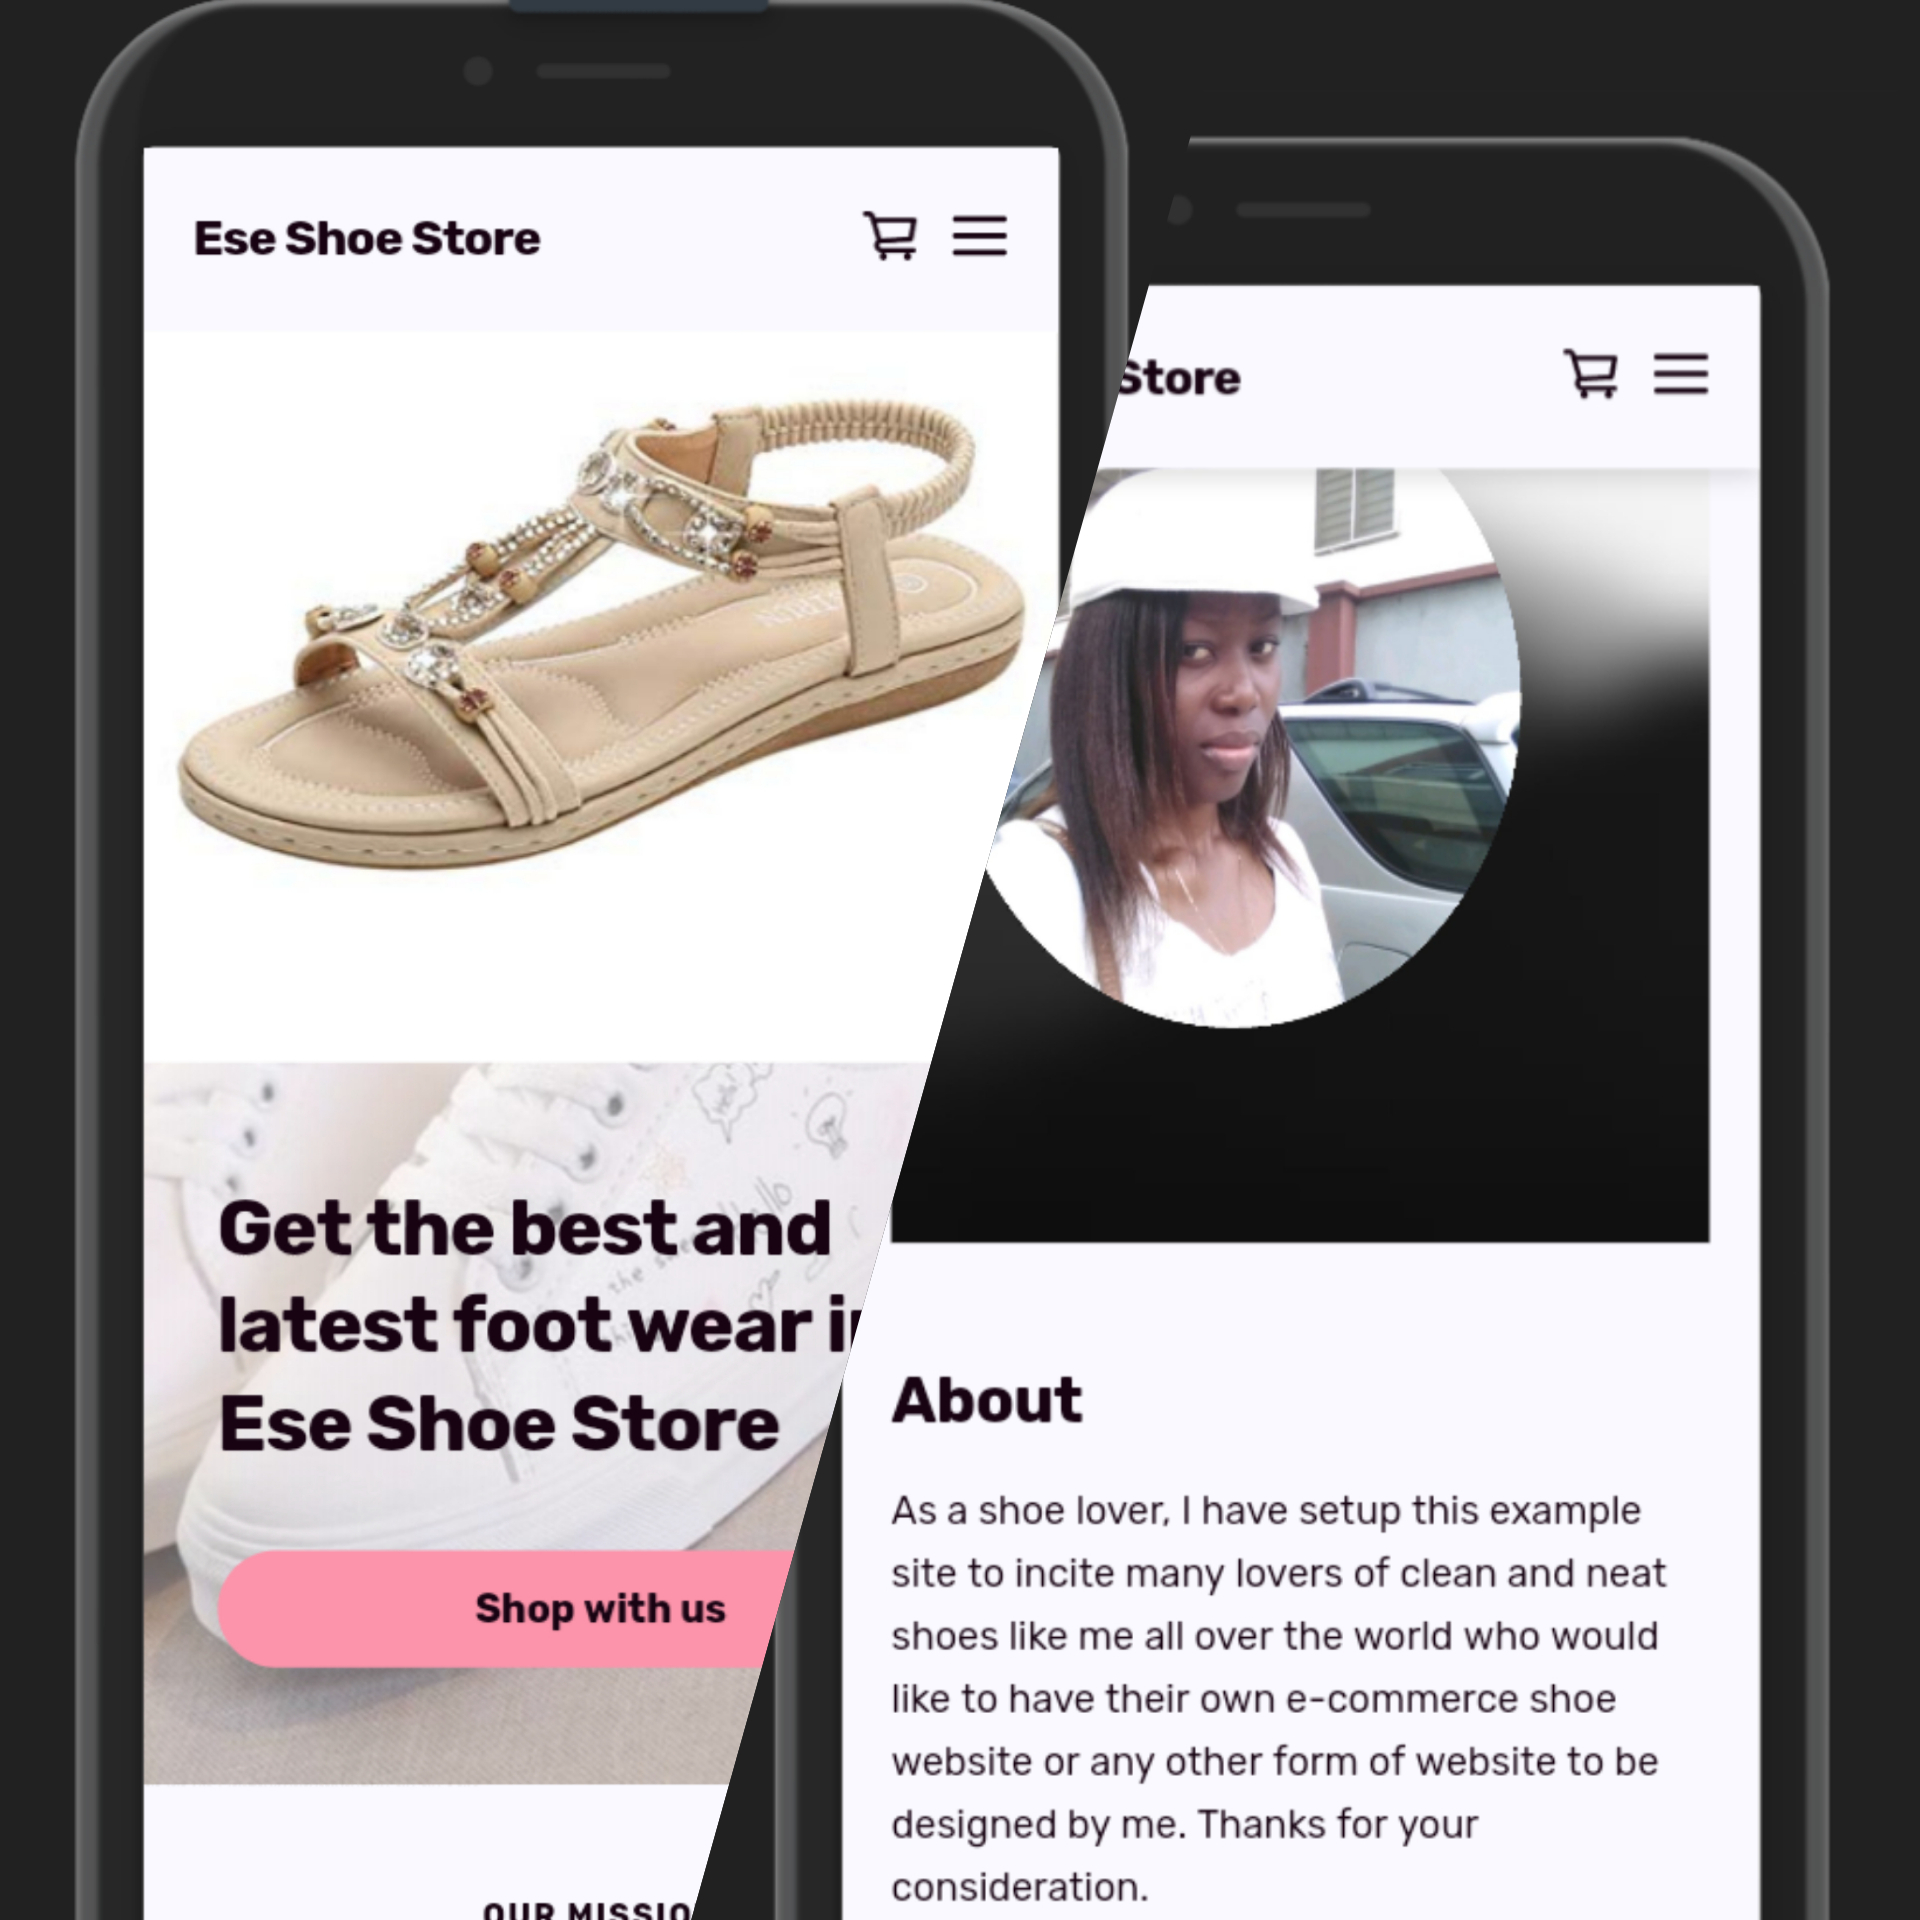 Ese Shoe Store
Get the best and
latest foot wear in
Ese Shoe Store
Shop with us
OUR MISSIO
Store
About
As a shoe lover, I have setup this example
site to incite many lovers of clean and neat
shoes like me all over the world who would
like to have their own e-commerce shoe
website or any other form of website to be
designed by me. Thanks for your
consideration.